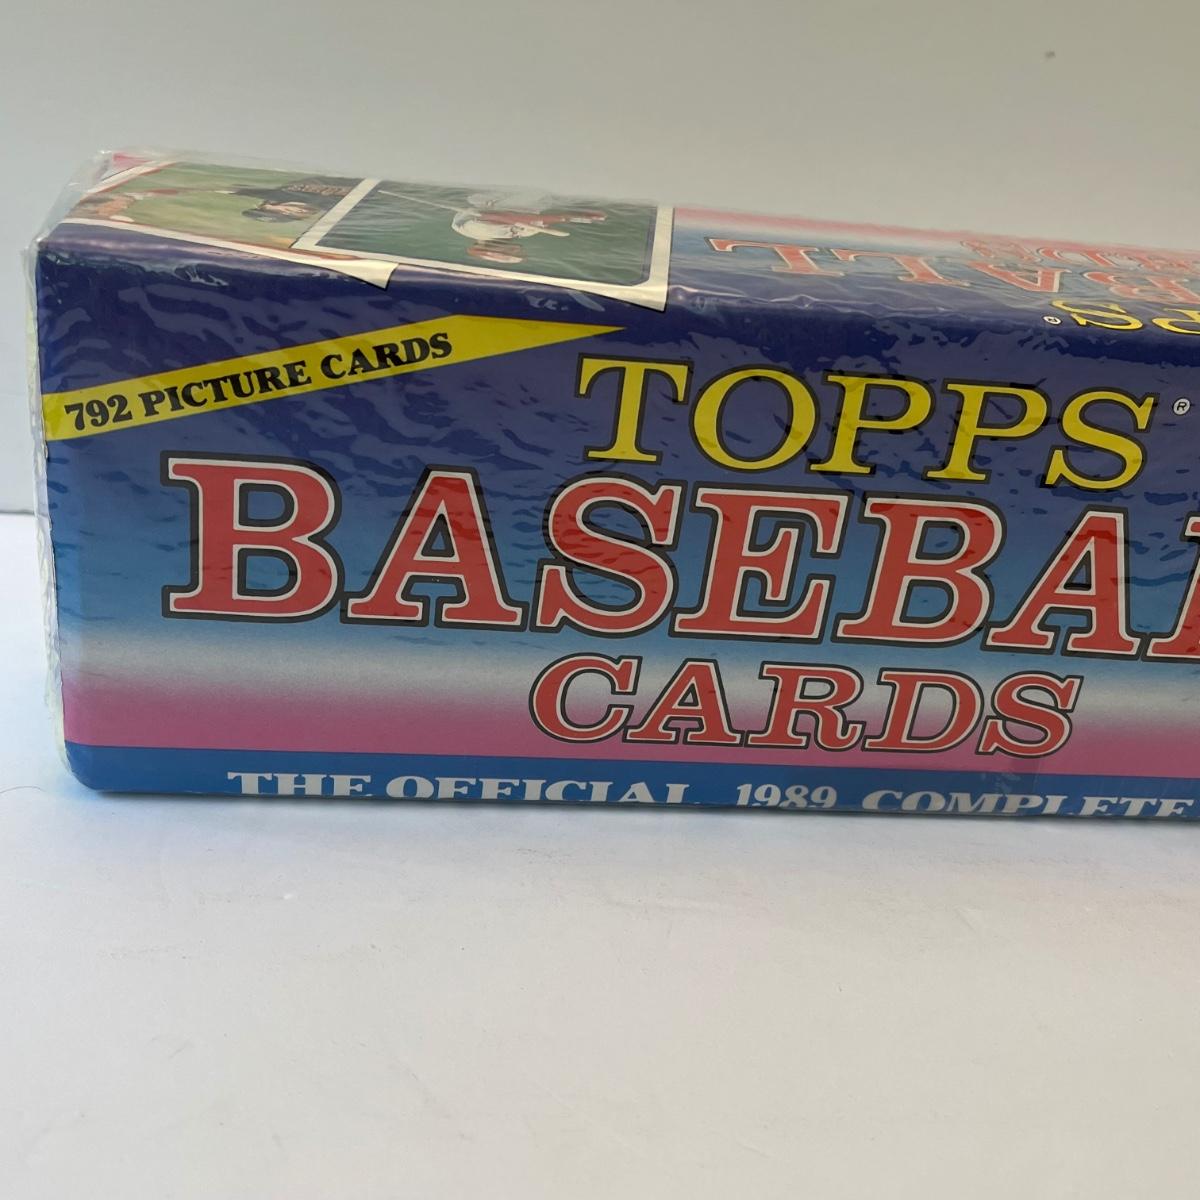 792 PICTURE CARDS
TOPPS®
BASEBA
CARDS
THE OFFICIAL 1989 COMPLETE